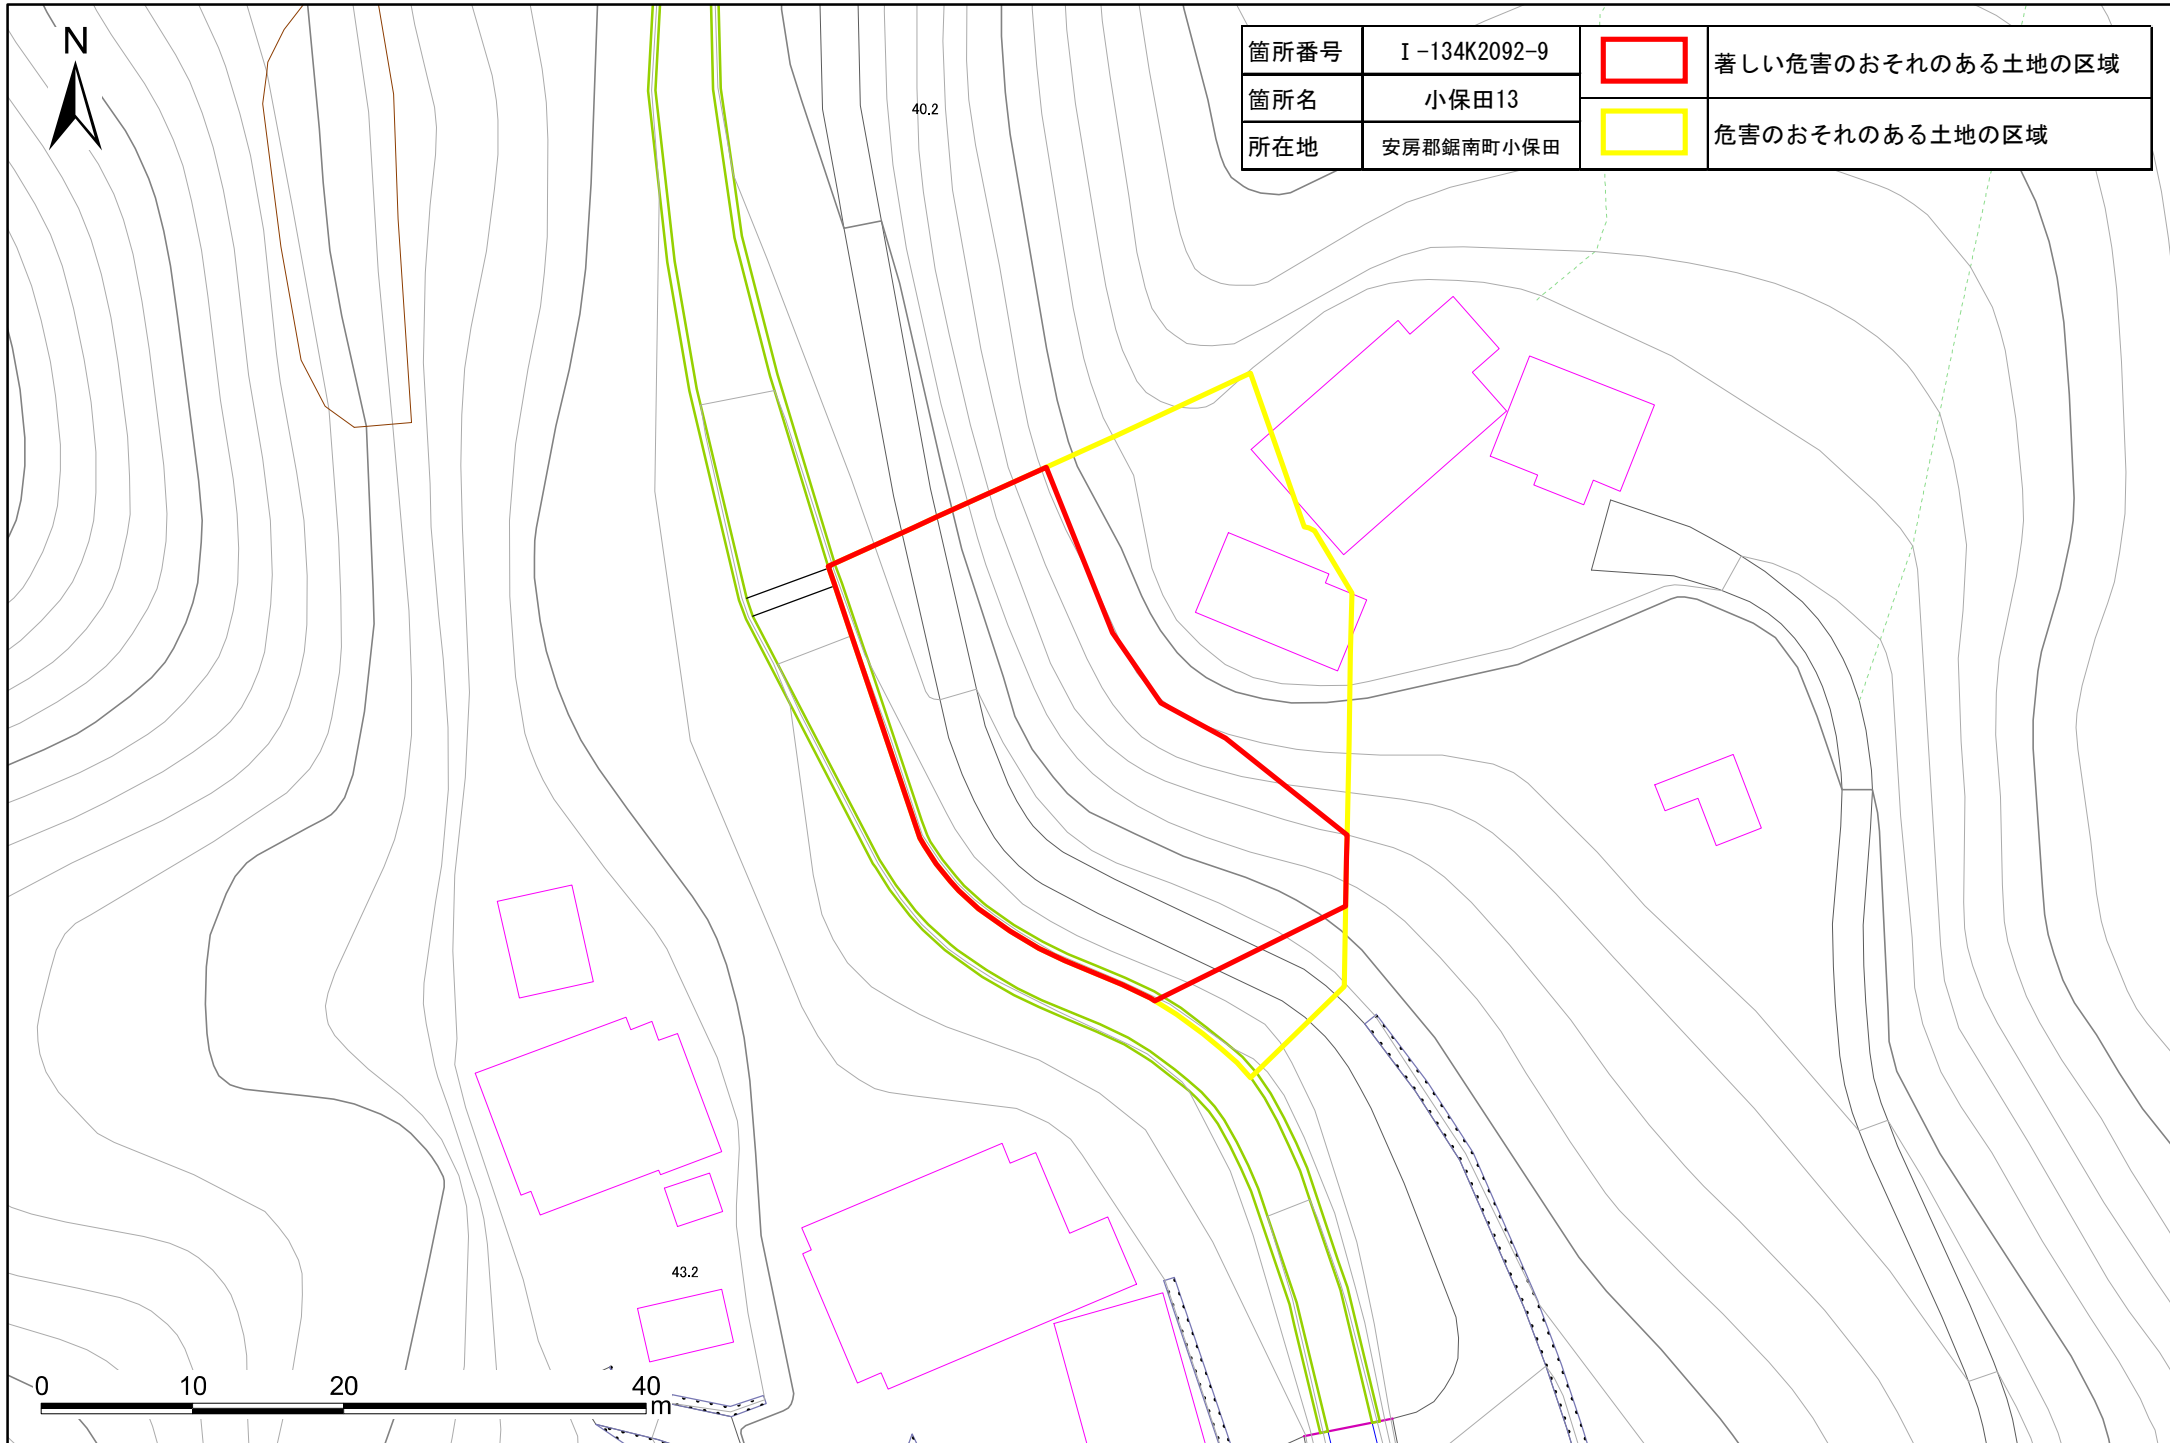 N
箇所番号 Ⅰ-134K2092-9
著しい危害のおそれのある土地の区域
箇所名 小保田13
危害のおそれのある土地の区域
所在地 安房郡鋸南町小保田
40.2
43.2
0 10 20 40
m